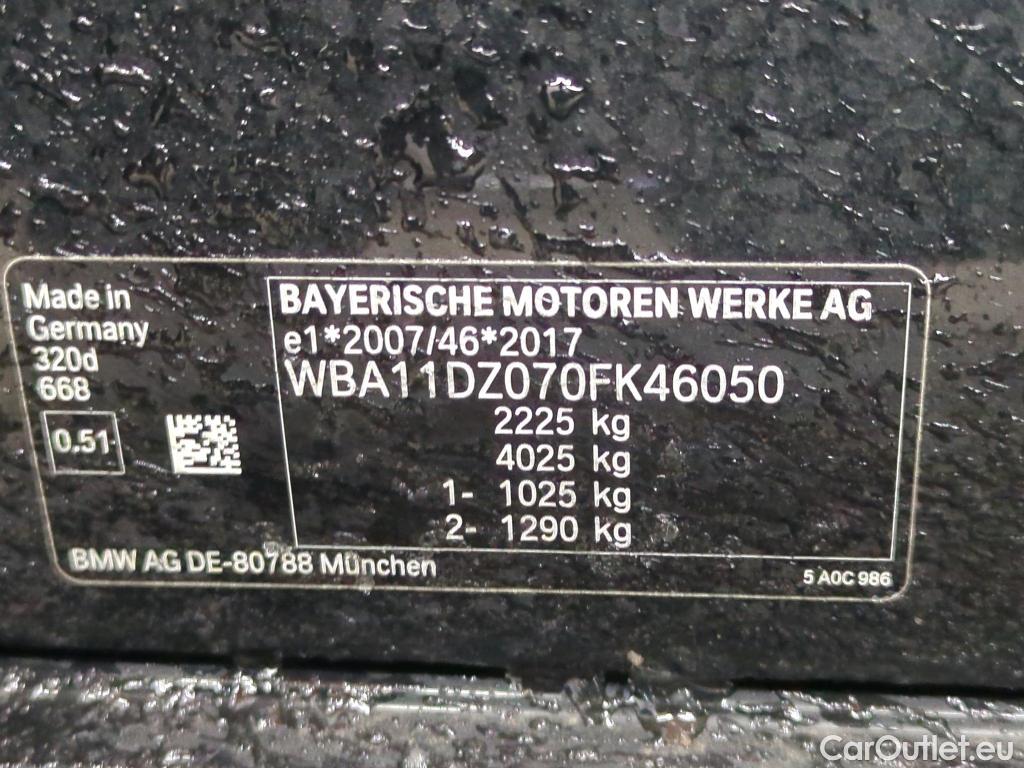 Made in
Germany
320d
668
0.51
BAYERISCHE MOTOREN WERKE AG
e1*2007/46*2017
WBA11DZ070FK46050
2225 kg
4025 kg
1- 1025 kg
2- 1290 kg
BMW AG DE-80788 München
5 A0C 986
CarOutlet.eu